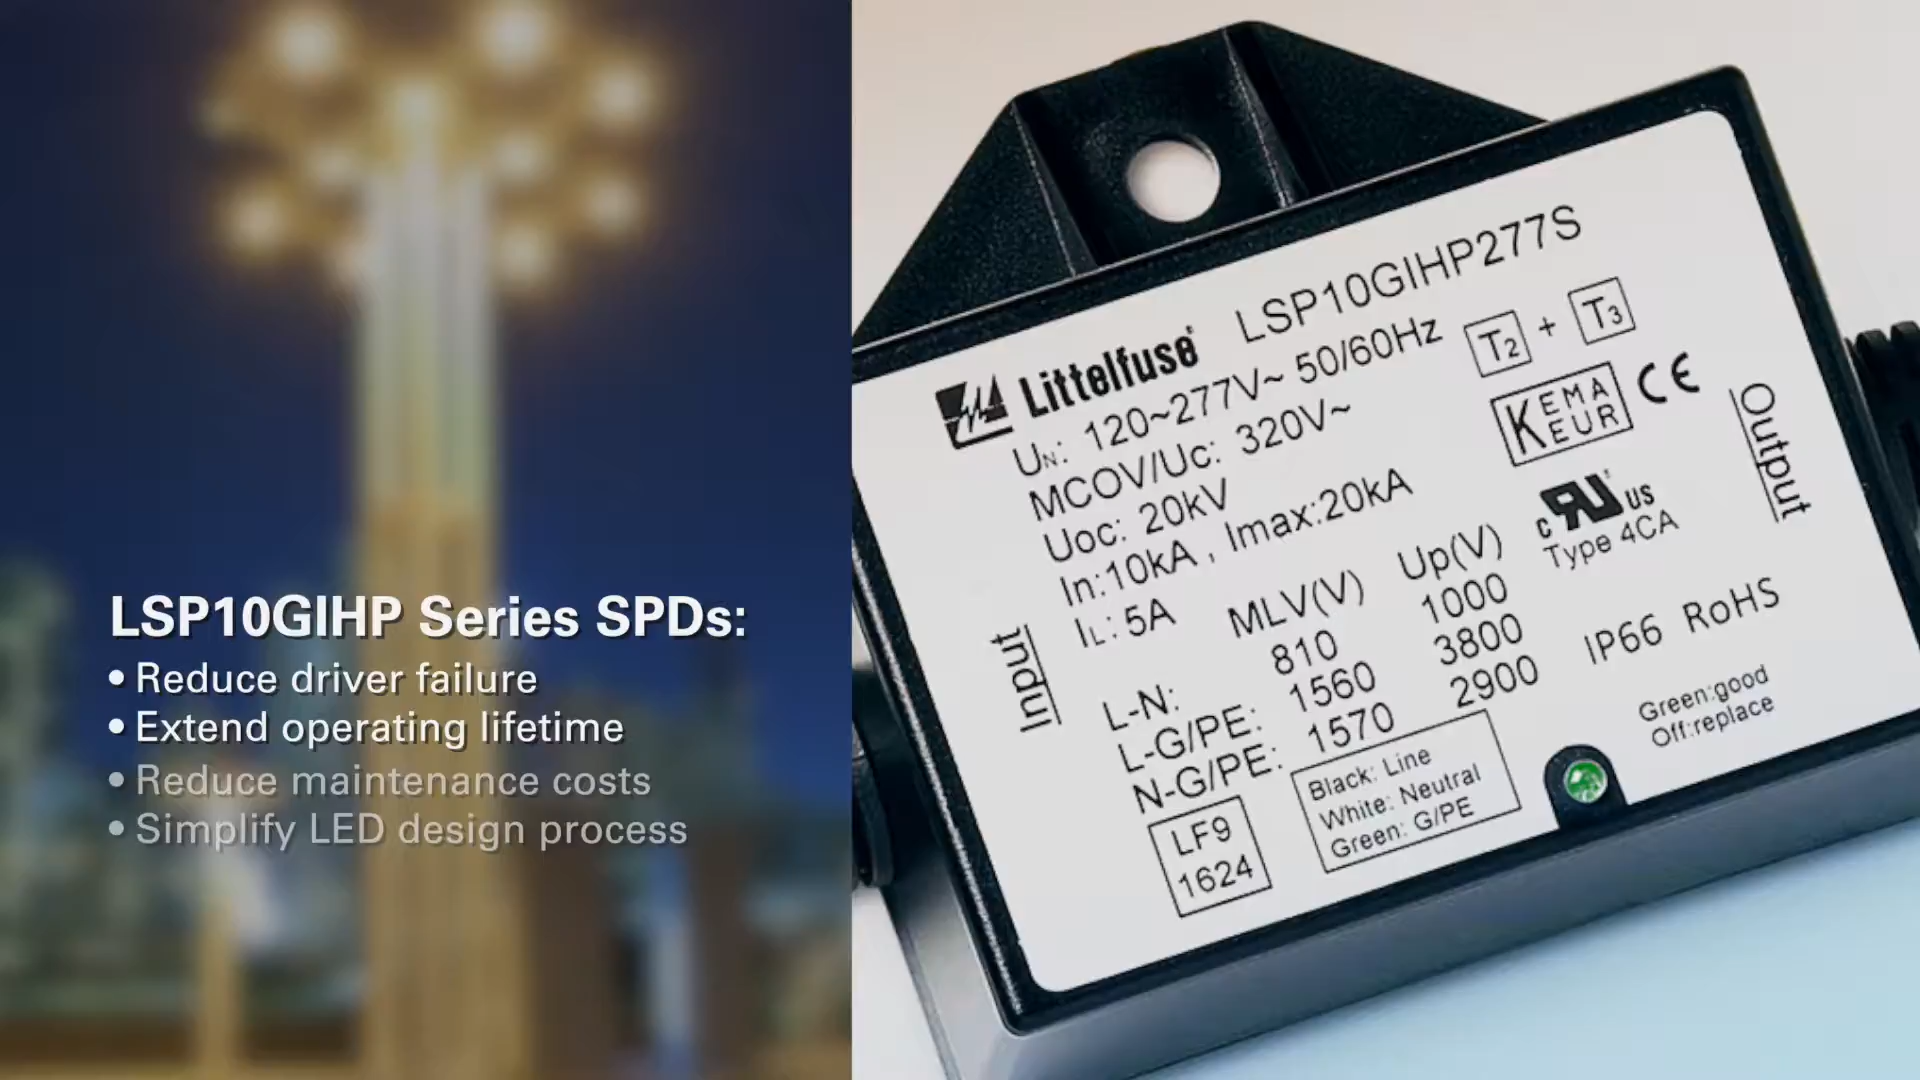 LSP10GIHP Series SPDs:
• Reduce driver failure
• Extend operating lifetime
• Reduce maintenance costs
• Simplify LED design process
Littelfuse® LSP10GIHP277S
UN: 120~277V~ 50/60Hz
MCOV/Uc: 320V~
Uoc: 20kV
In:10kA , Imax:20kA
IL: 5A
MLV(V) Up(V)
L-N: 810 1000
L-G/PE: 1560 3800
N-G/PE: 1570 2900
T2 + T3
KEMA
EUR
CE
c RU us
Type 4CA
Input
Output
IP66 RoHS
Green:good
Off:replace
Black: Line
White: Neutral
Green: G/PE
LF9
1624